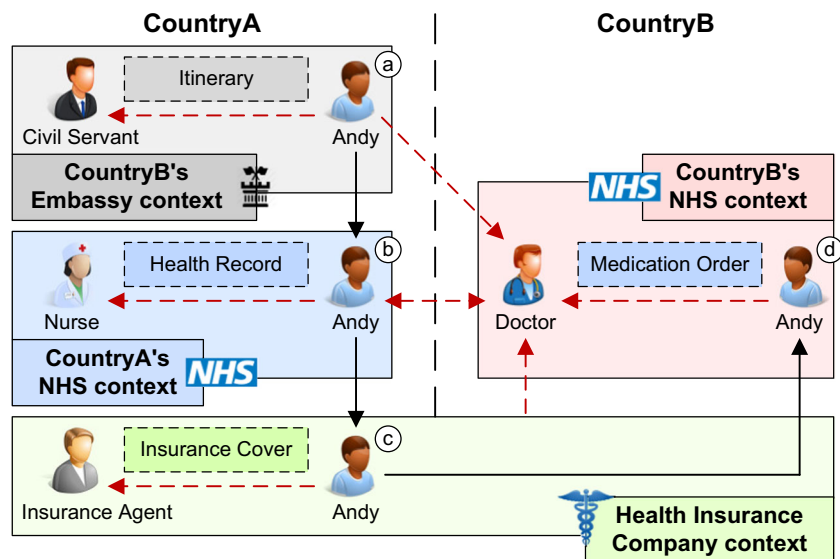 CountryA
CountryB
Itinerary
a
Civil Servant
Andy
CountryB's
Embassy context
NHS
CountryB's
NHS context
Health Record
b
Nurse
Andy
Medication Order
d
Doctor
Andy
CountryA's
NHS context
NHS
Insurance Cover
c
Insurance Agent
Andy
Health Insurance
Company context